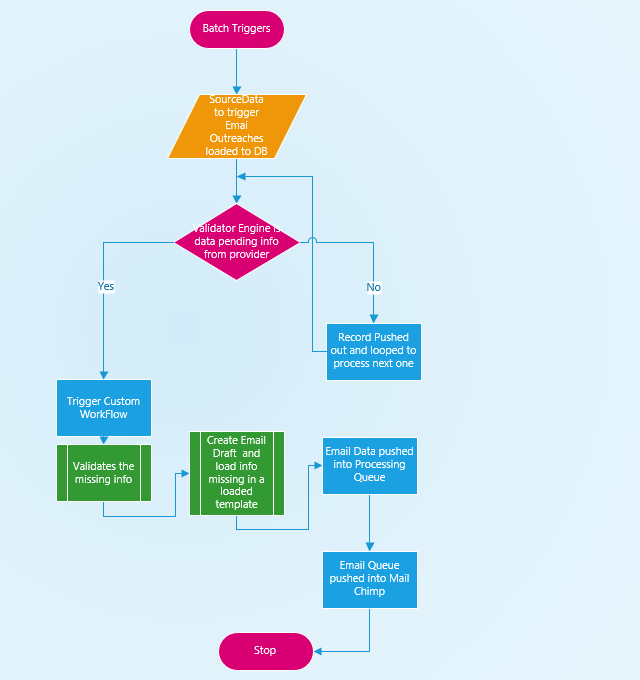 Batch Triggers
SourceData
to trigger
Emai
Outreaches
loaded to DB
Validator Engine is
data pending info
from provider
Yes
No
Record Pushed
out and looped to
process next one
Trigger Custom
WorkFlow
Validates the
missing info
Create Email
Draft and
load info
missing in a
loaded
template
Email Data pushed
into Processing
Queue
Email Queue
pushed into Mail
Chimp
Stop